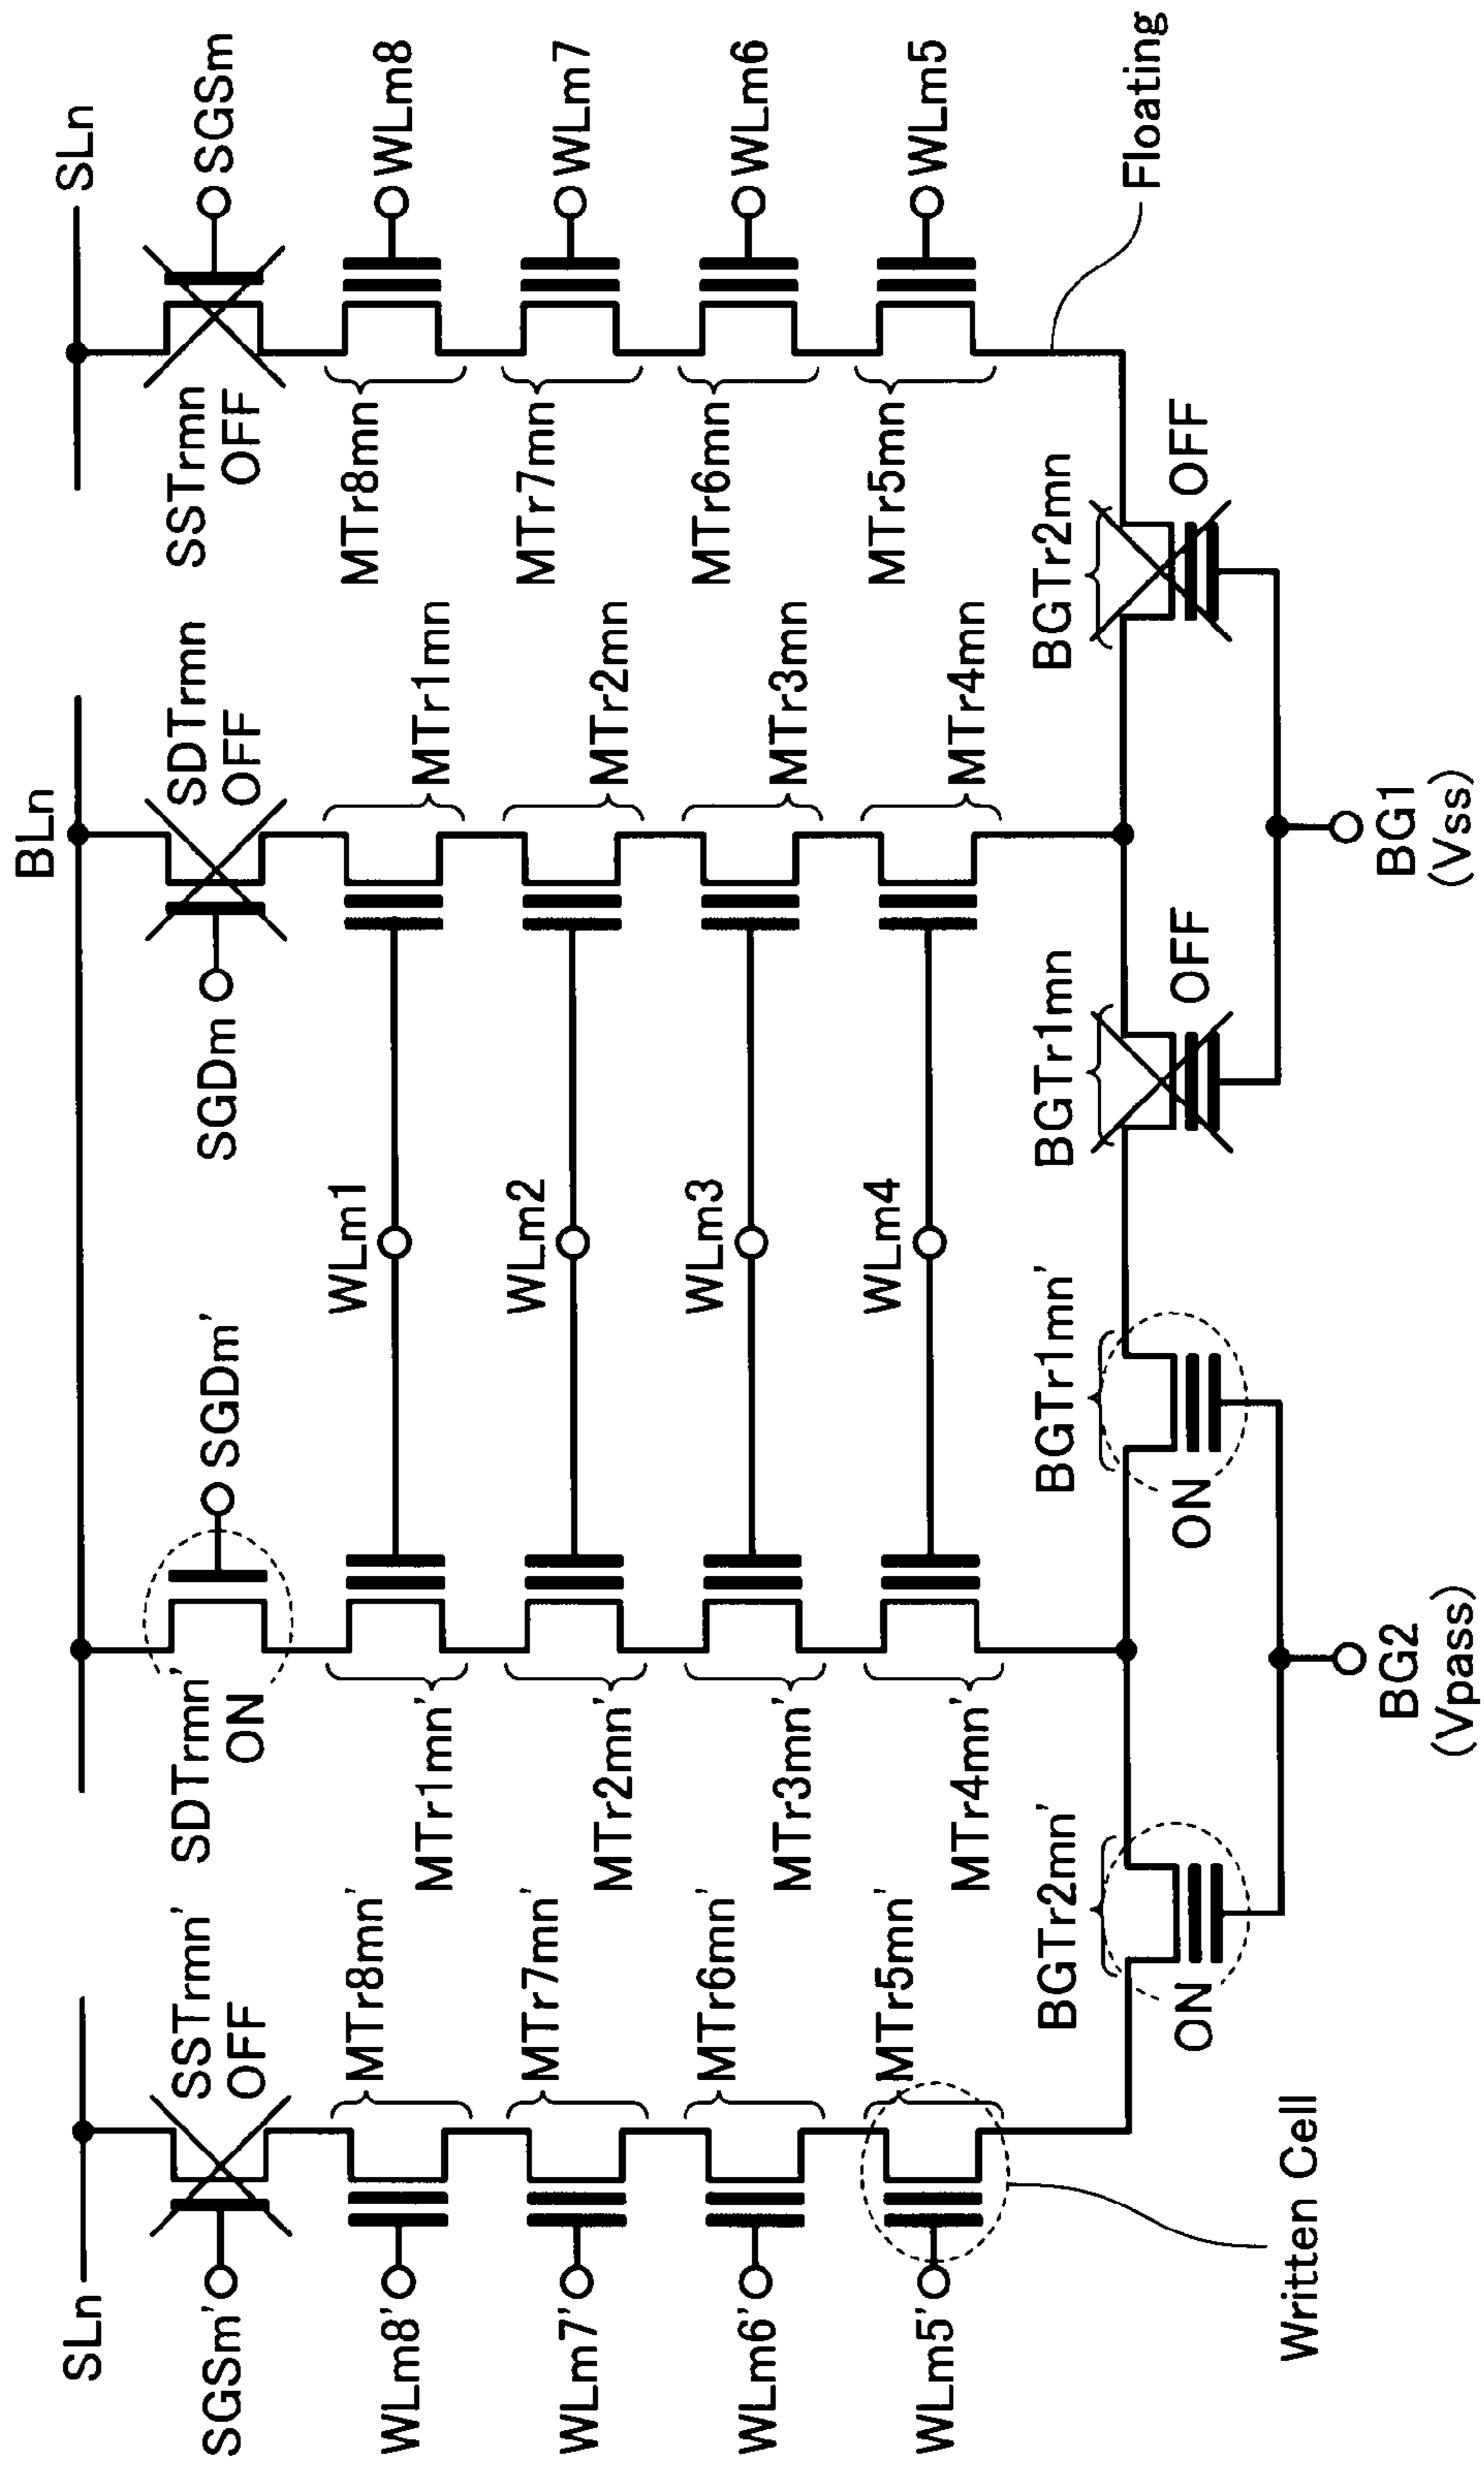 SLn
BLn
SLn
SGSm'
SSTrmn'
OFF
SDTrmn'
ON
SGDm'
SGDm
SDTrmn
OFF
SSTrmn
OFF
SGSm
WLm8'
MTr8mn'
MTr1mn'
WLm1
MTr1mn
MTr8mn
WLm8
WLm7'
MTr7mn'
MTr2mn'
WLm2
MTr2mn
MTr7mn
WLm7
WLm6'
MTr6mn'
MTr3mn'
WLm3
MTr3mn
MTr6mn
WLm6
WLm5'
MTr5mn'
MTr4mn'
WLm4
MTr4mn
MTr5mn
WLm5
BGTr2mn'
ON
BGTr1mn'
ON
BGTr1mn
OFF
BGTr2mn
OFF
Floating
Written Cell
BG2
(Vpass)
BG1
(Vss)